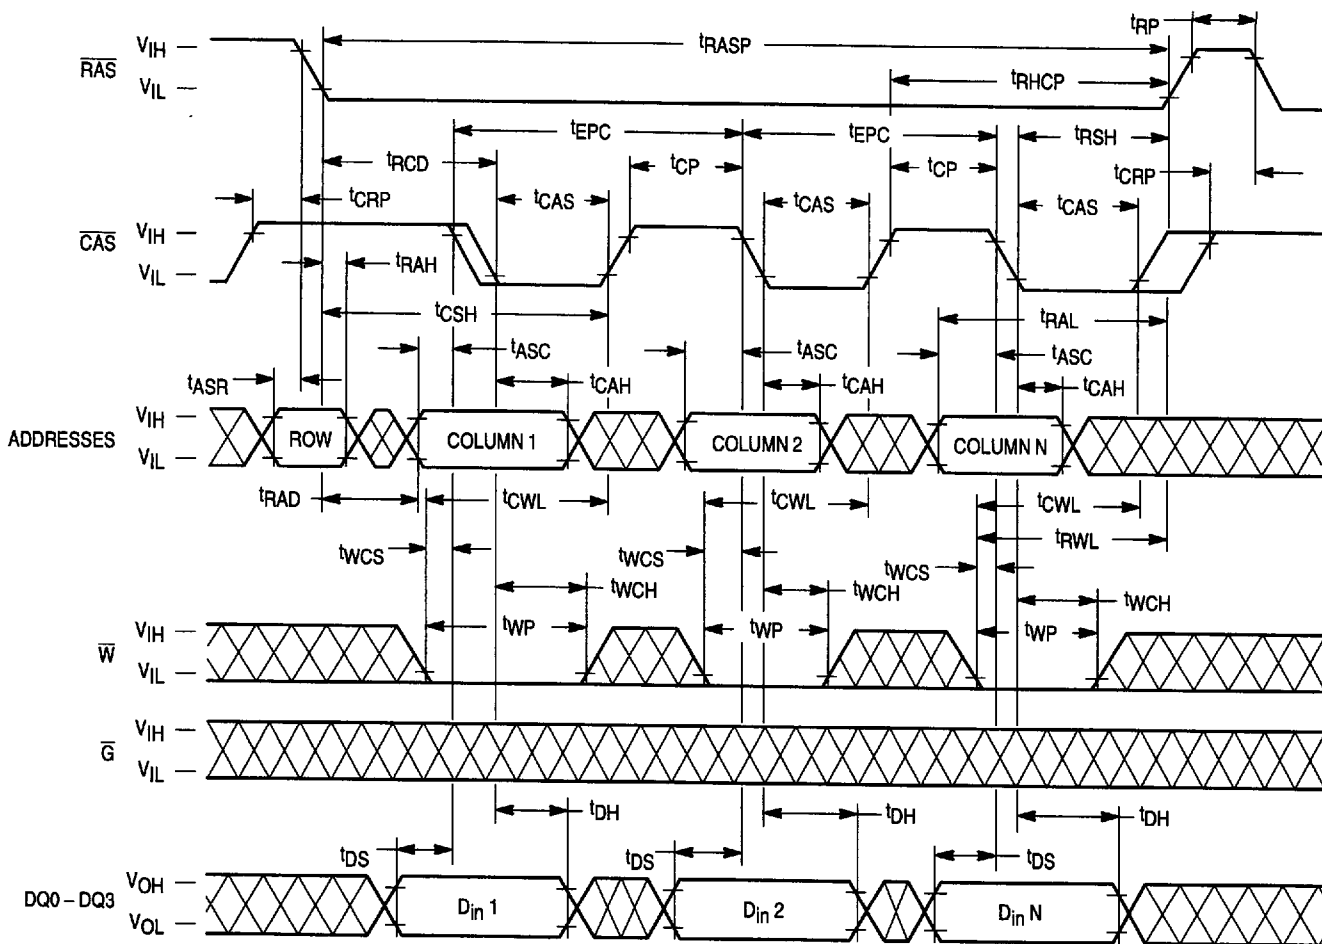 tRP
VIH
tRASP
RAS
tRHCP
VIL
tEPC tEPC tRSH
tRCD tCP tCP
tCRP tCAS tCAS tCRP tCAS
VIH
CAS
VIL
tRAH
tCSH tRAL
tASC tASC tASC
tASR tCAH tCAH tCAH
VIH
ADDRESSES ROW COLUMN 1 COLUMN 2 COLUMN N
VIL
tRAD tCWL tCWL tCWL
tRWL
tWCS tWCS tWCS
tWCH tWCH tWCH
tWP tWP tWP
VIH
W
VIL
VIH
G
VIL
tDH tDH tDH
tDS tDS tDS
VOH
DQ0 – DQ3 Din 1 Din 2 Din N
VOL